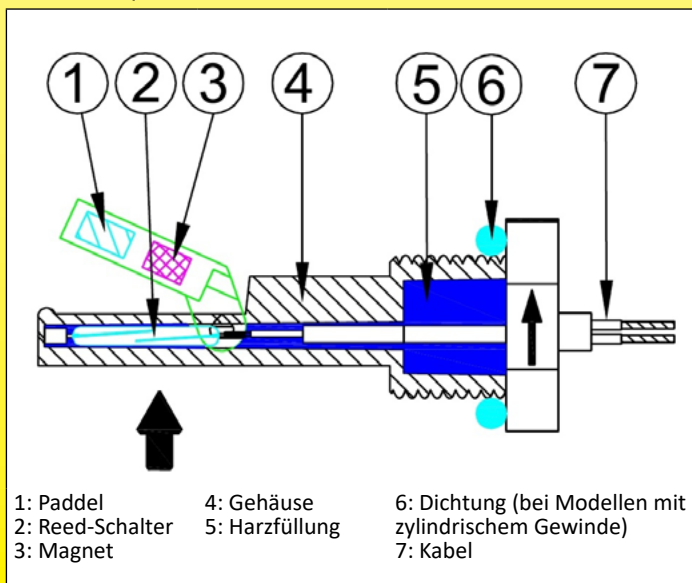 1 2 3 4 5 6 7
1: Paddel
2: Reed-Schalter
3: Magnet
4: Gehäuse
5: Harzfüllung
6: Dichtung (bei Modellen mit
zylindrischem Gewinde)
7: Kabel